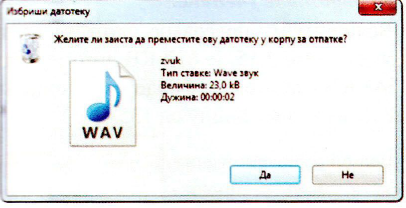 Избриши датотеку
Желите ли заиста да преместите ову датотеку у корпу за отпатке?
zvuk
Тип ставке: Wave звук
Величина: 23,0 kB
Дужина: 00:00:02
WAV
Да
Не